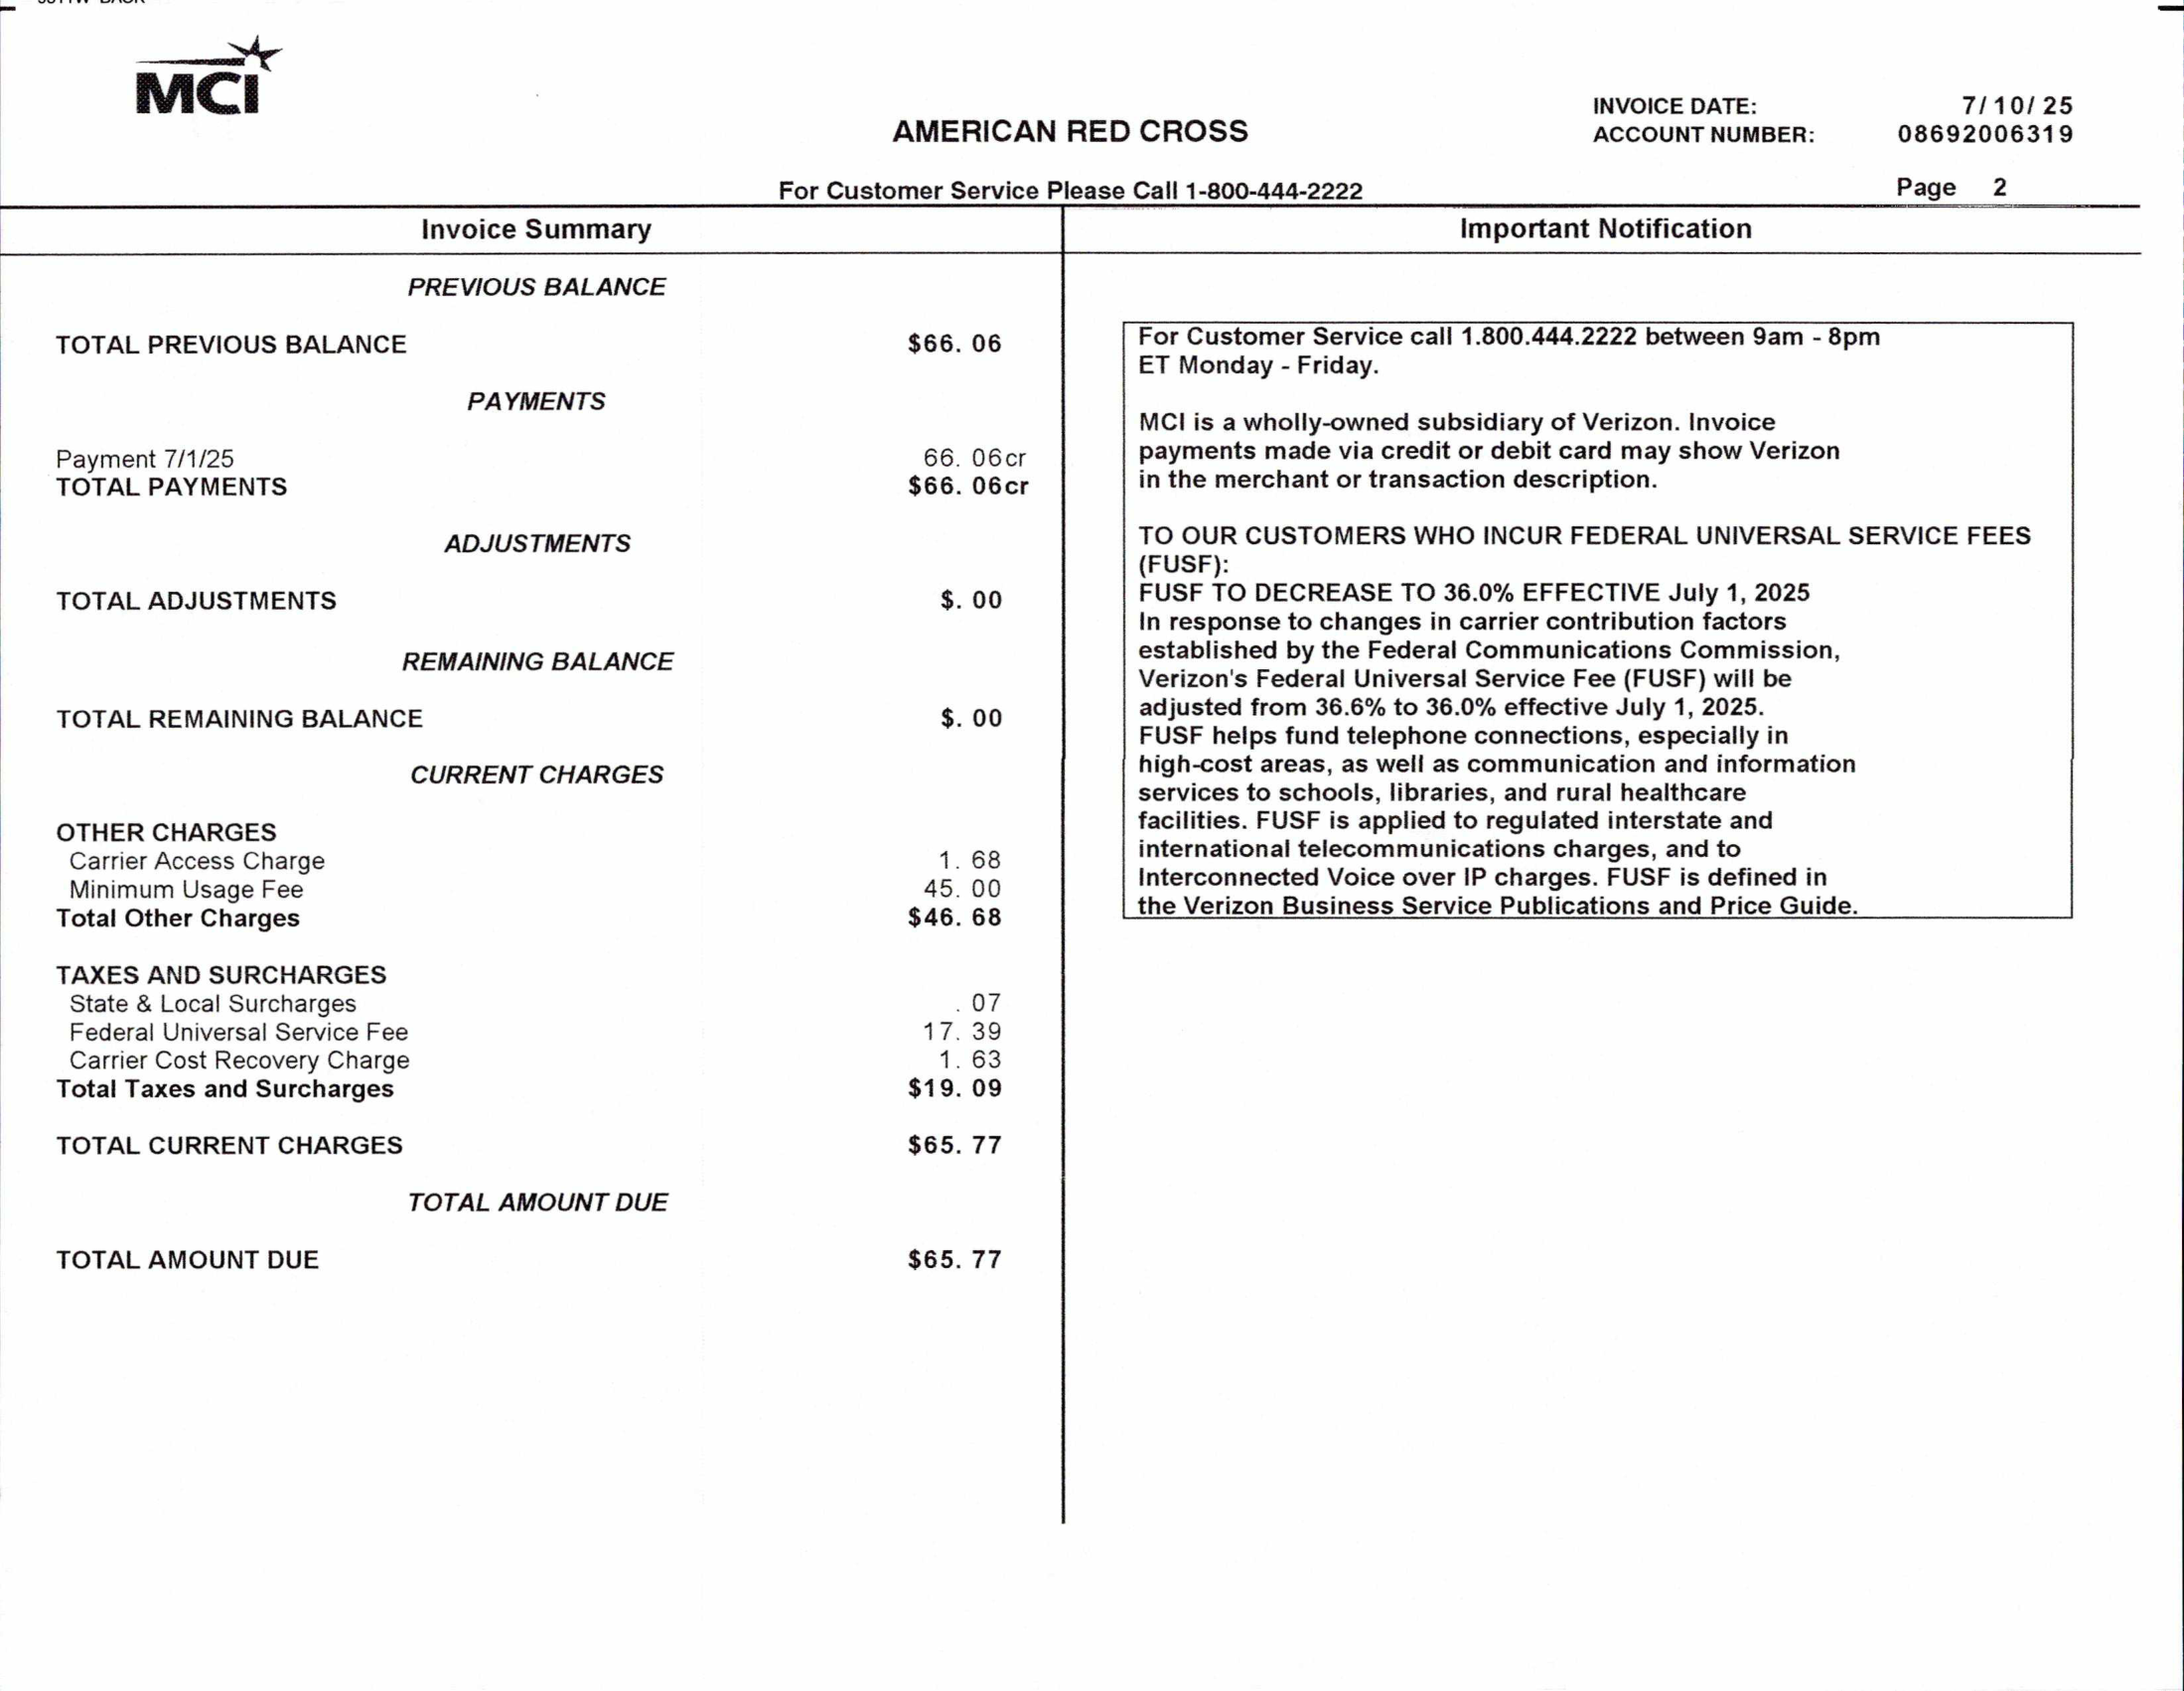 MCI
AMERICAN RED CROSS
INVOICE DATE: 7/10/25
ACCOUNT NUMBER: 08692006319
For Customer Service Please Call 1-800-444-2222
Page 2
Invoice Summary
PREVIOUS BALANCE
TOTAL PREVIOUS BALANCE $66.06
PAYMENTS
Payment 7/1/25 66.06cr
TOTAL PAYMENTS $66.06cr
ADJUSTMENTS
TOTAL ADJUSTMENTS $.00
REMAINING BALANCE
TOTAL REMAINING BALANCE $.00
CURRENT CHARGES
OTHER CHARGES
Carrier Access Charge 1.68
Minimum Usage Fee 45.00
Total Other Charges $46.68
TAXES AND SURCHARGES
State & Local Surcharges .07
Federal Universal Service Fee 17.39
Carrier Cost Recovery Charge 1.63
Total Taxes and Surcharges $19.09
TOTAL CURRENT CHARGES $65.77
TOTAL AMOUNT DUE
TOTAL AMOUNT DUE $65.77
Important Notification
For Customer Service call 1.800.444.2222 between 9am - 8pm
ET Monday - Friday.
MCI is a wholly-owned subsidiary of Verizon. Invoice
payments made via credit or debit card may show Verizon
in the merchant or transaction description.
TO OUR CUSTOMERS WHO INCUR FEDERAL UNIVERSAL SERVICE FEES
(FUSF):
FUSF TO DECREASE TO 36.0% EFFECTIVE July 1, 2025
In response to changes in carrier contribution factors
established by the Federal Communications Commission,
Verizon's Federal Universal Service Fee (FUSF) will be
adjusted from 36.6% to 36.0% effective July 1, 2025.
FUSF helps fund telephone connections, especially in
high-cost areas, as well as communication and information
services to schools, libraries, and rural healthcare
facilities. FUSF is applied to regulated interstate and
international telecommunications charges, and to
Interconnected Voice over IP charges. FUSF is defined in
the Verizon Business Service Publications and Price Guide.